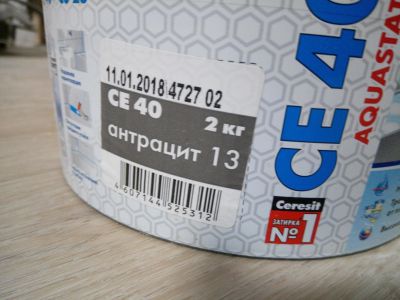 11.01.2018 4727 02
CE 40
2 кг
антрацит 13
4 607144 525312
CE 40
AQUASTAT
Ceresit
ЗАТИРКА
№1